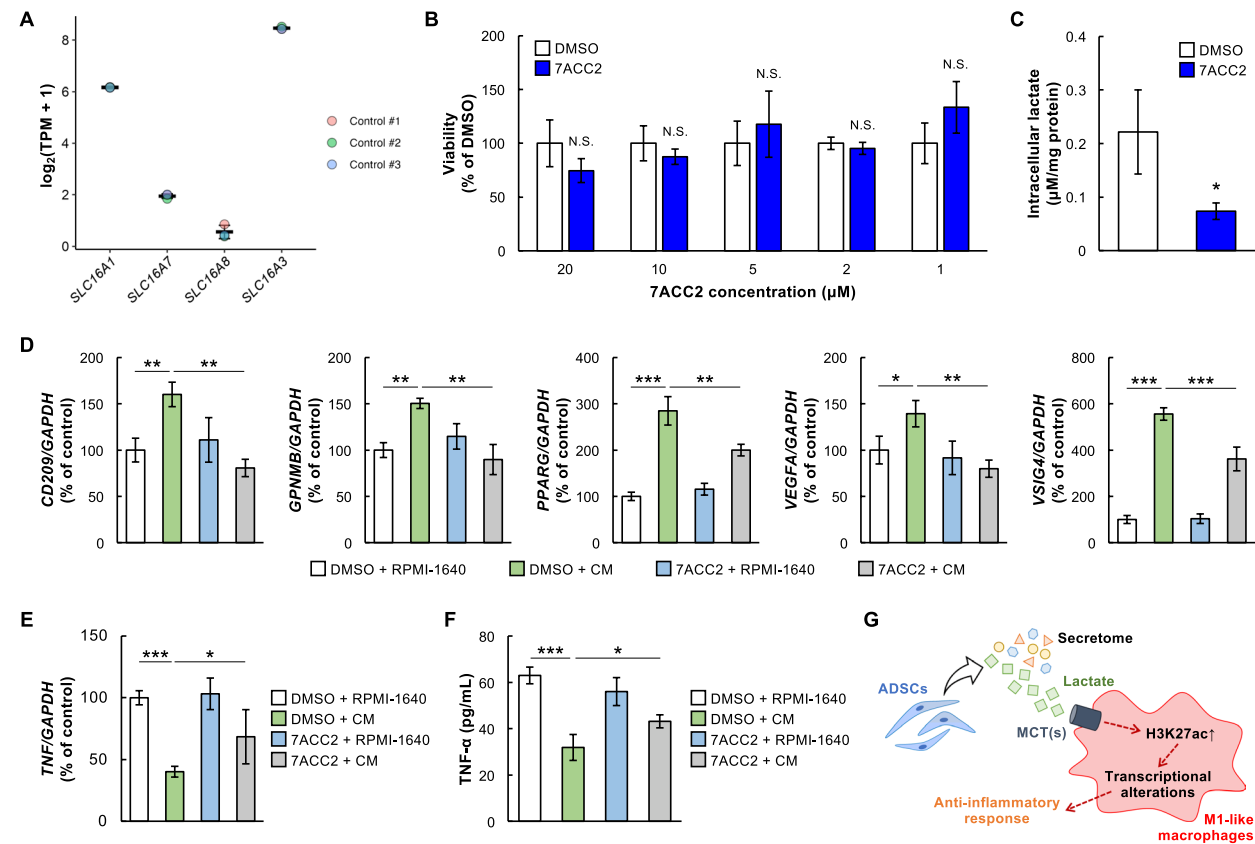 A
log2(TPM + 1)
8
6
4
2
0
SLC16A1
SLC16A7
SLC16A8
SLC16A3
Control #1
Control #2
Control #3
B
Viability
(% of DMSO)
200
150
100
50
0
DMSO
7ACC2
N.S.
N.S.
N.S.
N.S.
N.S.
20
10
5
2
1
7ACC2 concentration (μM)
C
Intracellular lactate
(μM/mg protein)
0.4
0.3
0.2
0.1
0
DMSO
7ACC2
*
D
CD209/GAPDH
(% of control)
200
150
100
50
0
** **
GPNMB/GAPDH
(% of control)
200
150
100
50
0
** **
PPARG/GAPDH
(% of control)
400
300
200
100
0
*** **
VEGFA/GAPDH
(% of control)
200
150
100
50
0
* **
VSIG4/GAPDH
(% of control)
800
600
400
200
0
*** ***
DMSO + RPMI-1640
DMSO + CM
7ACC2 + RPMI-1640
7ACC2 + CM
E
TNF/GAPDH
(% of control)
150
100
50
0
*** *
DMSO + RPMI-1640
DMSO + CM
7ACC2 + RPMI-1640
7ACC2 + CM
F
TNF-α (pg/mL)
80
60
40
20
0
*** *
DMSO + RPMI-1640
DMSO + CM
7ACC2 + RPMI-1640
7ACC2 + CM
G
Secretome
ADSCs
Lactate
MCT(s)
H3K27ac↑
Transcriptional
alterations
Anti-inflammatory
response
M1-like
macrophages